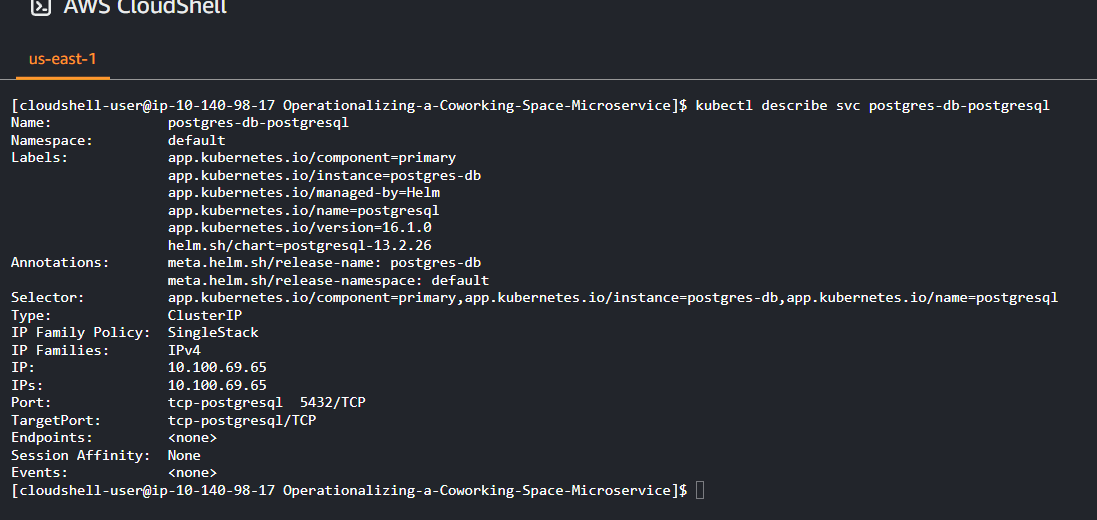 AWS CloudShell
us-east-1
[cloudshell-user@ip-10-140-98-17 Operationalizing-a-Coworking-Space-Microservice]$ kubectl describe svc postgres-db-postgresql
Name:              postgres-db-postgresql
Namespace:         default
Labels:            app.kubernetes.io/component=primary
                   app.kubernetes.io/instance=postgres-db
                   app.kubernetes.io/managed-by=Helm
                   app.kubernetes.io/name=postgresql
                   app.kubernetes.io/version=16.1.0
                   helm.sh/chart=postgresql-13.2.26
Annotations:       meta.helm.sh/release-name: postgres-db
                   meta.helm.sh/release-namespace: default
Selector:          app.kubernetes.io/component=primary,app.kubernetes.io/instance=postgres-db,app.kubernetes.io/name=postgresql
Type:              ClusterIP
IP Family Policy:  SingleStack
IP Families:       IPv4
IP:                10.100.69.65
IPs:               10.100.69.65
Port:              tcp-postgresql  5432/TCP
TargetPort:        tcp-postgresql/TCP
Endpoints:         <none>
Session Affinity:  None
Events:            <none>
[cloudshell-user@ip-10-140-98-17 Operationalizing-a-Coworking-Space-Microservice]$